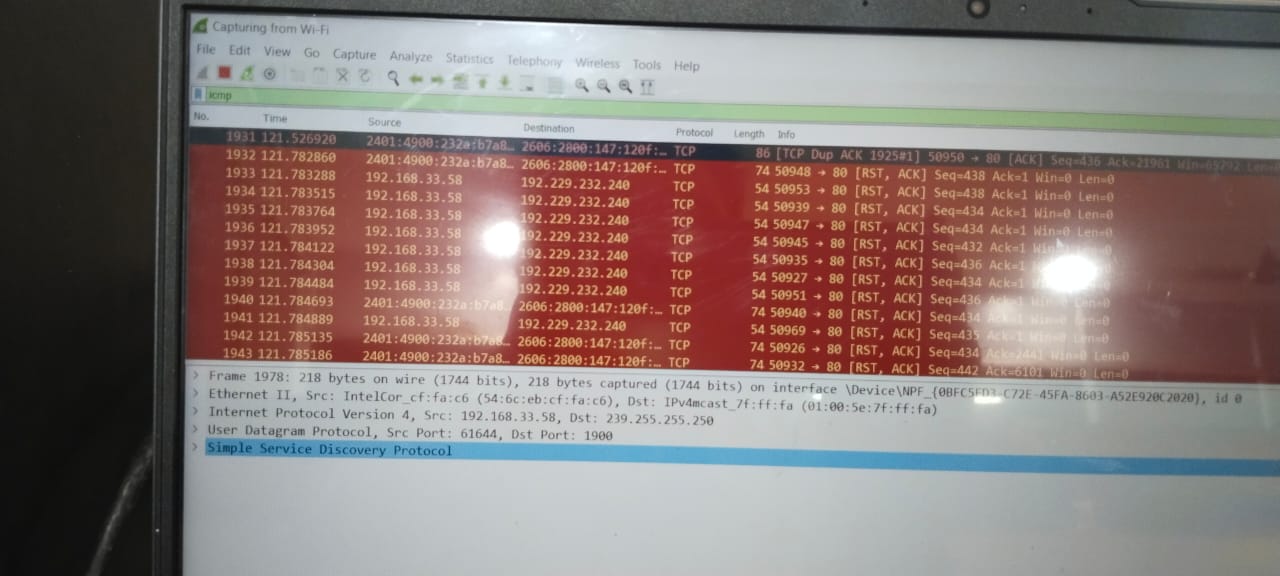 Capturing from Wi-Fi
File Edit View Go Capture Analyze Statistics Telephony Wireless Tools Help
icmp
No. Time Source Destination Protocol Length Info
1931 121.526920 2401:4900:232a:b7a8… 2606:2800:147:120f:… TCP 86 [TCP Dup ACK 1925#1] 50950 → 80 [ACK] Seq=436 Ack=21961 Win=65792
1932 121.782860 2401:4900:232a:b7a8… 2606:2800:147:120f:… TCP 74 50948 → 80 [RST, ACK] Seq=438 Ack=1 Win=0 Len=0
1933 121.783288 192.168.33.58 192.229.232.240 TCP 54 50953 → 80 [RST, ACK] Seq=438 Ack=1 Win=0 Len=0
1934 121.783515 192.168.33.58 192.229.232.240 TCP 54 50939 → 80 [RST, ACK] Seq=434 Ack=1 Win=0 Len=0
1935 121.783764 192.168.33.58 192.229.232.240 TCP 54 50947 → 80 [RST, ACK] Seq=434 Ack=1 Win=0 Len=0
1936 121.783952 192.168.33.58 192.229.232.240 TCP 54 50945 → 80 [RST, ACK] Seq=432 Ack=1 Win=0 Len=0
1937 121.784122 192.168.33.58 192.229.232.240 TCP 54 50935 → 80 [RST, ACK] Seq=436 Ack=1 Len=0
1938 121.784304 192.168.33.58 192.229.232.240 TCP 54 50927 → 80 [RST, ACK] Seq=434 Ack=1 Len=0
1939 121.784484 192.168.33.58 192.229.232.240 TCP 54 50951 → 80 [RST, ACK] Seq=436 Ack=1 Win=0 Len=0
1940 121.784693 2401:4900:232a:b7a8… 2606:2800:147:120f:… TCP 74 50940 → 80 [RST, ACK] Seq=434 Ack=1 Win=0 Len=0
1941 121.784889 192.168.33.58 192.229.232.240 TCP 54 50969 → 80 [RST, ACK] Seq=435 Ack=1 Win=0 Len=0
1942 121.785135 2401:4900:232a:b7a8… 2606:2800:147:120f:… TCP 74 50926 → 80 [RST, ACK] Seq=434 Ack=2441 Win=0 Len=0
1943 121.785186 2401:4900:232a:b7a8… 2606:2800:147:120f:… TCP 74 50932 → 80 [RST, ACK] Seq=442 Ack=6101 Win=0 Len=0
Frame 1978: 218 bytes on wire (1744 bits), 218 bytes captured (1744 bits) on interface \Device\NPF_{0BFC5FD3-C72E-45FA-8603-A52E920C2020}, id 0
Ethernet II, Src: IntelCor_cf:fa:c6 (54:6c:eb:cf:fa:c6), Dst: IPv4mcast_7f:ff:fa (01:00:5e:7f:ff:fa)
Internet Protocol Version 4, Src: 192.168.33.58, Dst: 239.255.255.250
User Datagram Protocol, Src Port: 61644, Dst Port: 1900
Simple Service Discovery Protocol